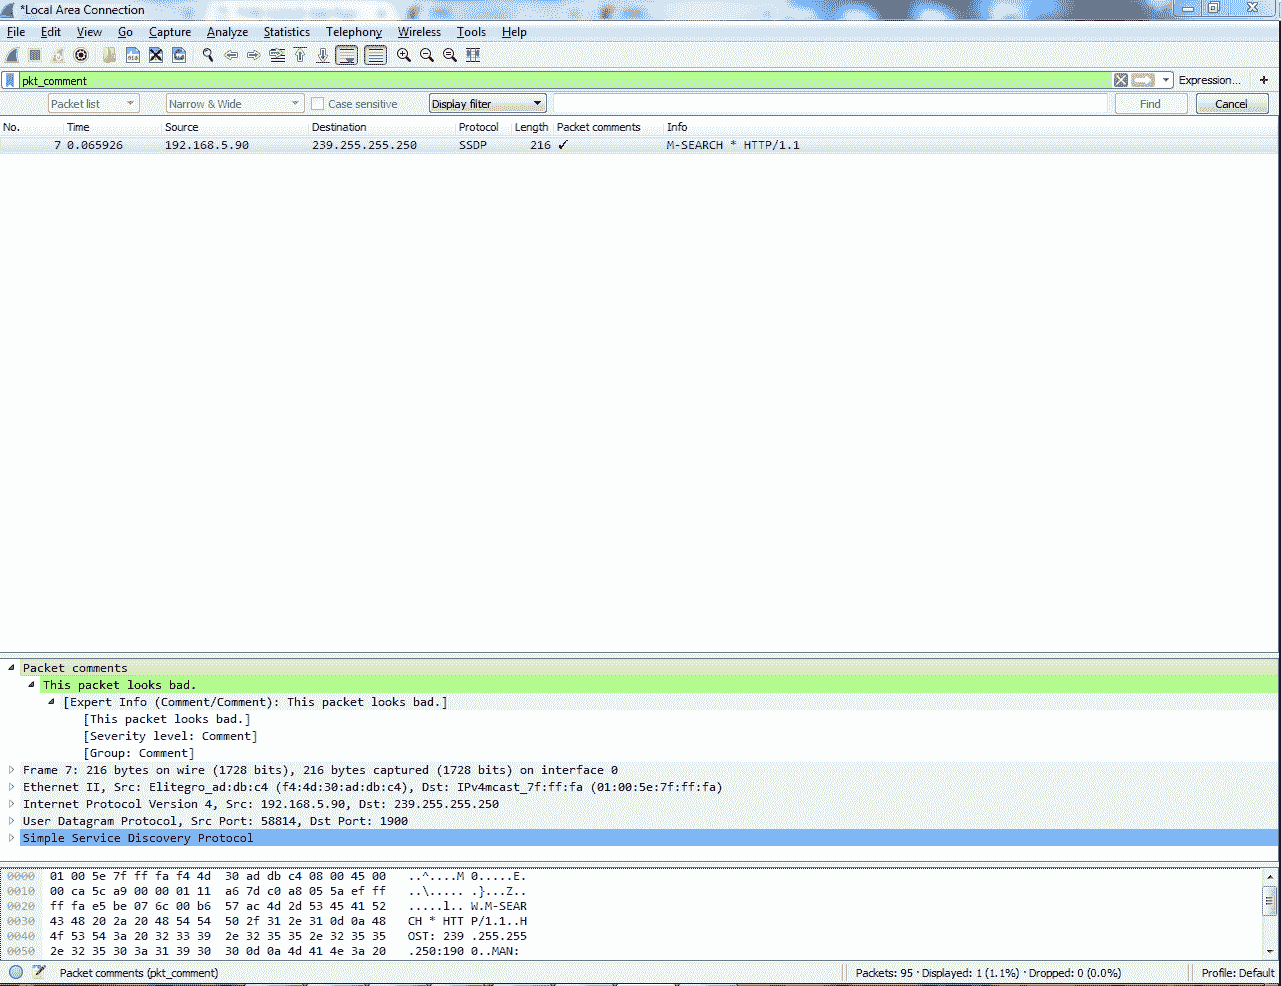 *Local Area Connection
File Edit View Go Capture Analyze Statistics Telephony Wireless Tools Help
pkt_comment Expression... +
Packet list Narrow & Wide Case sensitive Display filter Find Cancel
No. Time Source Destination Protocol Length Packet comments Info
7 0.065926 192.168.5.90 239.255.255.250 SSDP 216 ✓ M-SEARCH * HTTP/1.1
Packet comments
This packet looks bad.
[Expert Info (Comment/Comment): This packet looks bad.]
[This packet looks bad.]
[Severity level: Comment]
[Group: Comment]
Frame 7: 216 bytes on wire (1728 bits), 216 bytes captured (1728 bits) on interface 0
Ethernet II, Src: Elitegro_ad:db:c4 (f4:4d:30:ad:db:c4), Dst: IPv4mcast_7f:ff:fa (01:00:5e:7f:ff:fa)
Internet Protocol Version 4, Src: 192.168.5.90, Dst: 239.255.255.250
User Datagram Protocol, Src Port: 58814, Dst Port: 1900
Simple Service Discovery Protocol
0000 01 00 5e 7f ff fa f4 4d 30 ad db c4 08 00 45 00 ..^....M 0.....E.
0010 00 ca 5c a9 00 00 01 11 a6 7d c0 a8 05 5a ef ff ..\..... .}...Z..
0020 ff fa e5 be 07 6c 00 b6 57 ac 4d 2d 53 45 41 52 .....l.. W.M-SEAR
0030 43 48 20 2a 20 48 54 54 50 2f 31 2e 31 0d 0a 48 CH * HTT P/1.1..H
0040 4f 53 54 3a 20 32 33 39 2e 32 35 35 2e 32 35 35 OST: 239 .255.255
0050 2e 32 35 30 3a 31 39 30 30 0d 0a 4d 41 4e 3a 20 .250:190 0..MAN:
Packet comments (pkt_comment) Packets: 95 · Displayed: 1 (1.1%) · Dropped: 0 (0.0%) Profile: Default